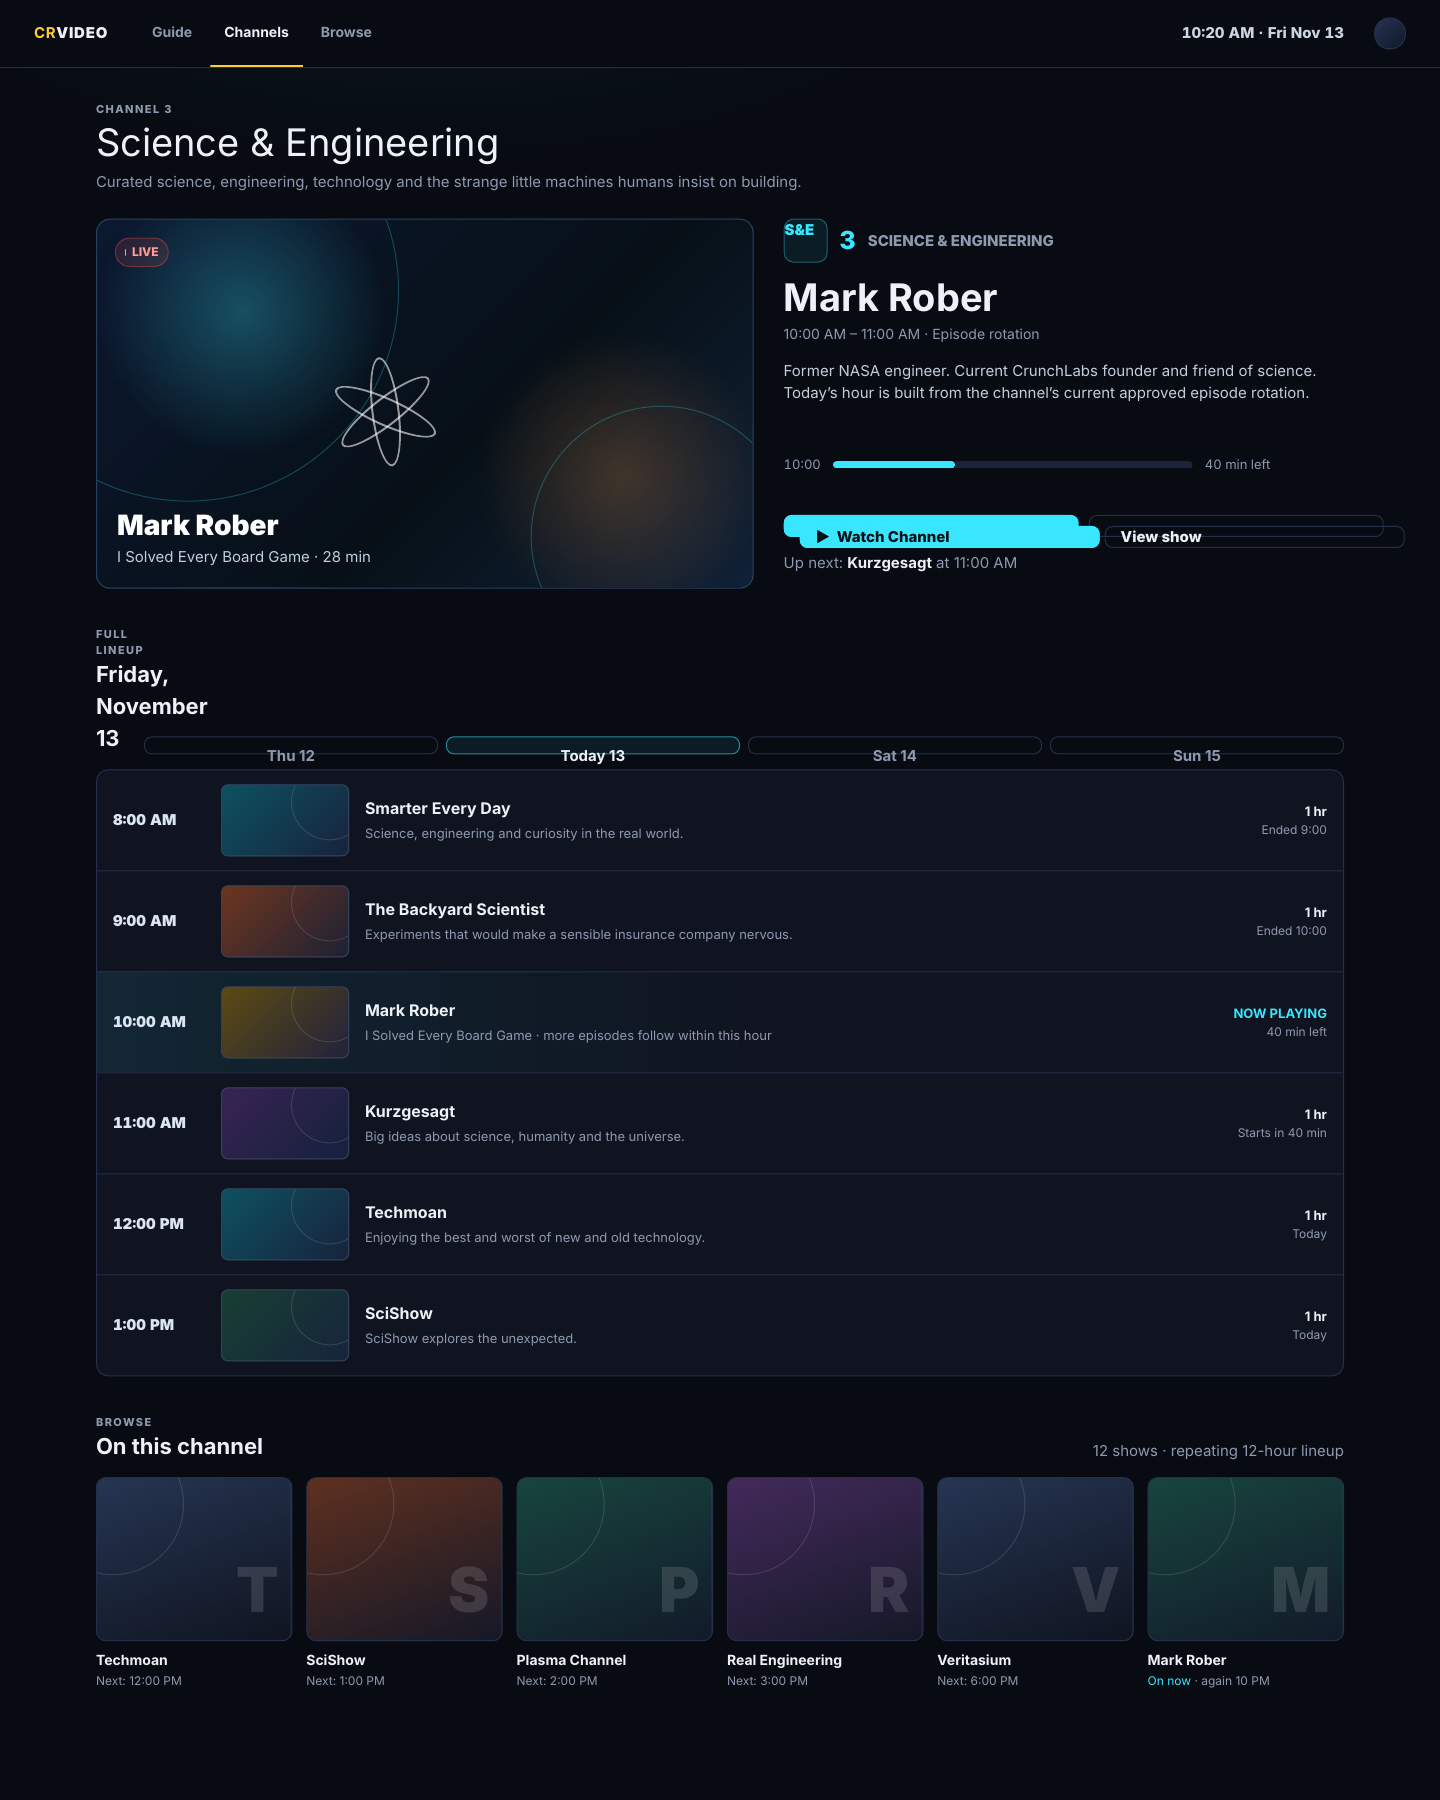 CRVIDEO
Guide
Channels
Browse
10:20 AM · Fri Nov 13
CHANNEL 3
Science & Engineering
Curated science, engineering, technology and the strange little machines humans insist on building.
LIVE
Mark Rober
I Solved Every Board Game · 28 min
S&E
3
SCIENCE & ENGINEERING
Mark Rober
10:00 AM – 11:00 AM · Episode rotation
Former NASA engineer. Current CrunchLabs founder and friend of science.
Today’s hour is built from the channel’s current approved episode rotation.
10:00
40 min left
▶ Watch Channel
View show
Up next: Kurzgesagt at 11:00 AM
FULL
LINEUP
Friday,
November
13
Thu 12
Today 13
Sat 14
Sun 15
8:00 AM
Smarter Every Day
Science, engineering and curiosity in the real world.
1 hr
Ended 9:00
9:00 AM
The Backyard Scientist
Experiments that would make a sensible insurance company nervous.
1 hr
Ended 10:00
10:00 AM
Mark Rober
I Solved Every Board Game · more episodes follow within this hour
NOW PLAYING
40 min left
11:00 AM
Kurzgesagt
Big ideas about science, humanity and the universe.
1 hr
Starts in 40 min
12:00 PM
Techmoan
Enjoying the best and worst of new and old technology.
1 hr
Today
1:00 PM
SciShow
SciShow explores the unexpected.
1 hr
Today
BROWSE
On this channel
12 shows · repeating 12-hour lineup
T
S
P
R
V
M
Techmoan
Next: 12:00 PM
SciShow
Next: 1:00 PM
Plasma Channel
Next: 2:00 PM
Real Engineering
Next: 3:00 PM
Veritasium
Next: 6:00 PM
Mark Rober
On now · again 10 PM